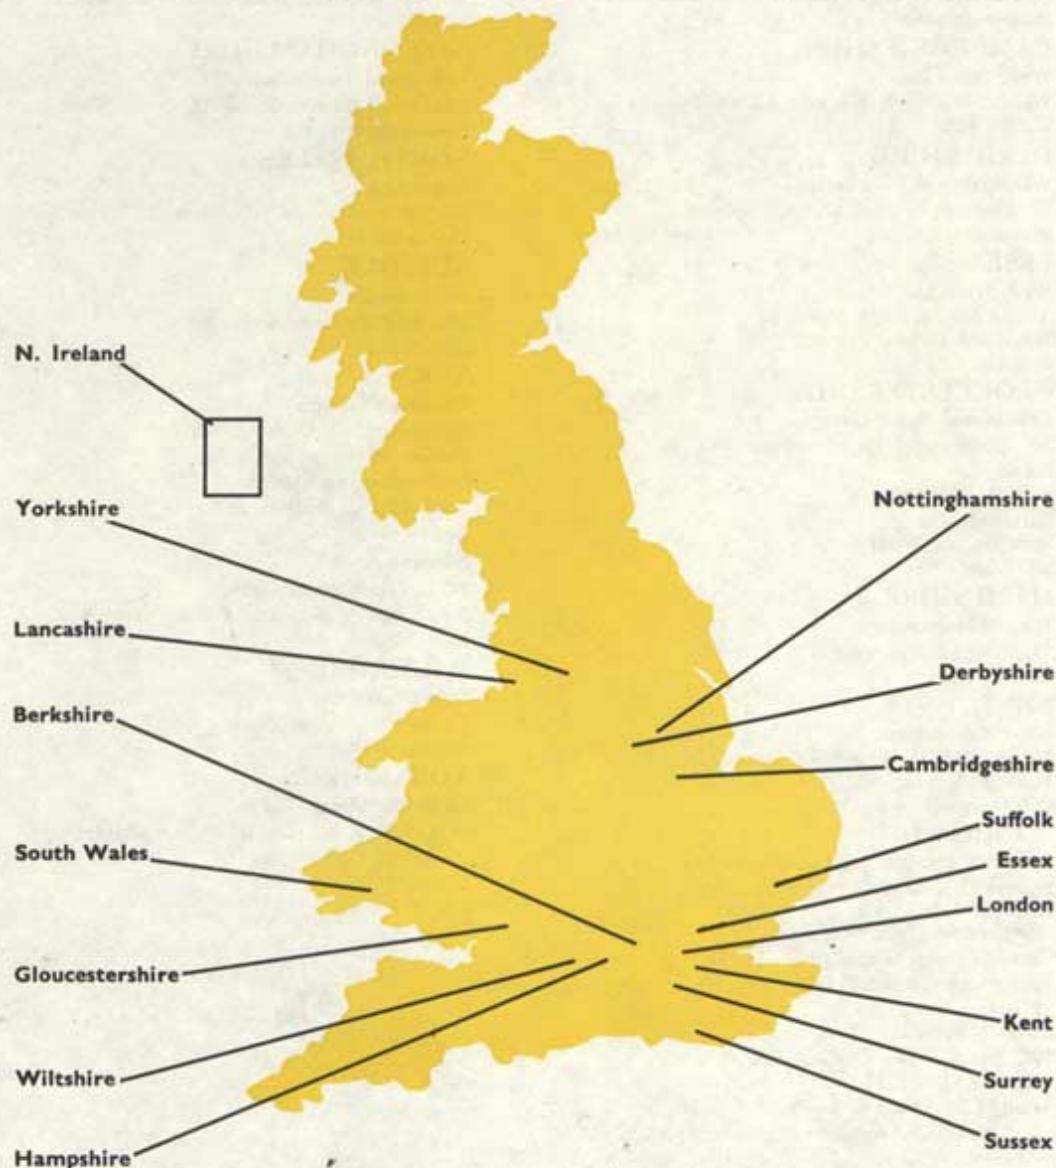 N. Ireland
Yorkshire
Lancashire
Berkshire
South Wales
Gloucestershire
Wiltshire
Hampshire
Nottinghamshire
Derbyshire
Cambridgeshire
Suffolk
Essex
London
Kent
Surrey
Sussex